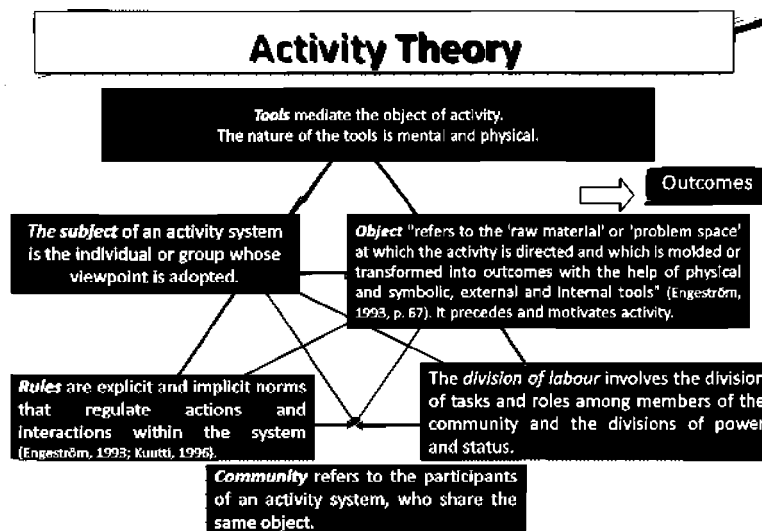 Activity Theory
Tools mediate the object of activity.
The nature of the tools is mental and physical.
Outcomes
The subject of an activity system
is the individual or group whose
viewpoint is adopted.
Object "refers to the 'raw material' or 'problem space'
at which the activity is directed and which is molded or
transformed into outcomes with the help of physical
and symbolic, external and internal tools" (Engeström,
1993, p. 67). It precedes and motivates activity.
Rules are explicit and implicit norms
that regulate actions and
interactions within the system
(Engeström, 1993; Kuutti, 1996).
The division of labour involves the division
of tasks and roles among members of the
community and the divisions of power
and status.
Community refers to the participants
of an activity system, who share the
same object.